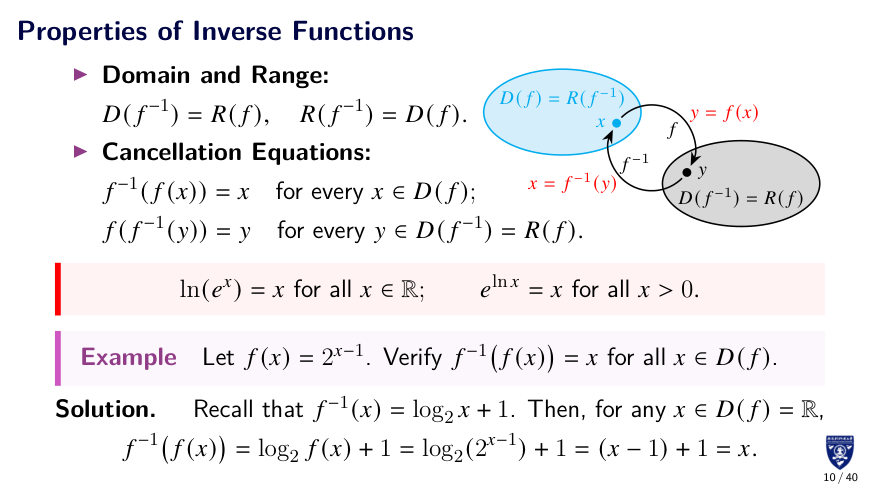 Properties of Inverse Functions
▶ Domain and Range:
D(f⁻¹) = R(f),   R(f⁻¹) = D(f).
▶ Cancellation Equations:
f⁻¹(f(x)) = x   for every x ∈ D(f);
f(f⁻¹(y)) = y   for every y ∈ D(f⁻¹) = R(f).
D(f) = R(f⁻¹)
x
y = f(x)
f
f⁻¹
y
x = f⁻¹(y)
D(f⁻¹) = R(f)
ln(eˣ) = x for all x ∈ ℝ;   e^{ln x} = x for all x > 0.
Example   Let f(x) = 2ˣ⁻¹. Verify f⁻¹(f(x)) = x for all x ∈ D(f).
Solution.   Recall that f⁻¹(x) = log₂ x + 1. Then, for any x ∈ D(f) = ℝ,
f⁻¹(f(x)) = log₂ f(x) + 1 = log₂(2ˣ⁻¹) + 1 = (x − 1) + 1 = x.
10 / 40